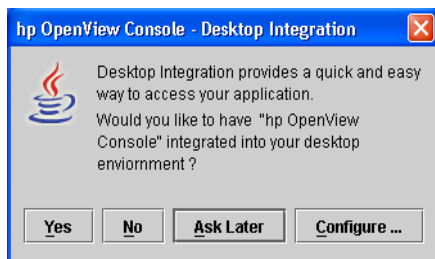 hp OpenView Console - Desktop Integration
Desktop Integration provides a quick and easy
way to access your application.
Would you like to have "hp OpenView
Console" integrated into your desktop
enviornment ?
Yes No Ask Later Configure ...